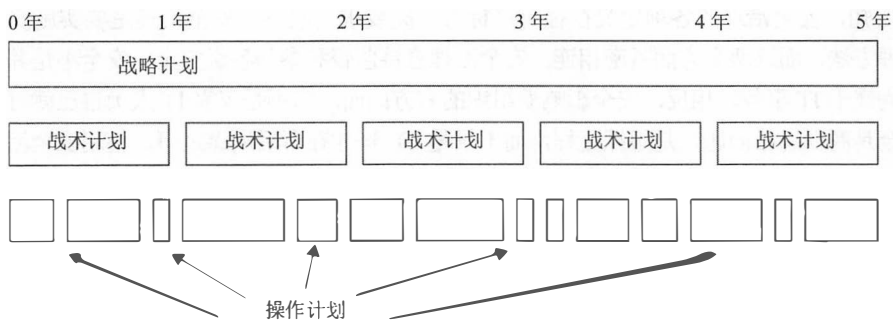 0年 1年 2年 3年 4年 5年
战略计划
战术计划 战术计划 战术计划 战术计划 战术计划
操作计划